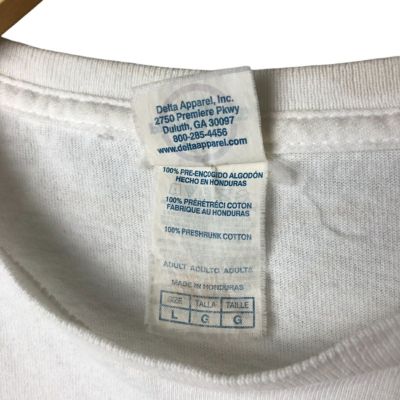 Delta Apparel, Inc.
2750 Premiere Pkwy
Duluth, GA 30097
800-285-4456
www.deltaapparel.com
100% PRE-ENCOGIDO ALGODÓN
HECHO EN HONDURAS
100% PRÉRÉTRÉCI COTON
FABRIQUE AU HONDURAS
100% PRESHRUNK COTTON
ADULT ADULTO ADULTE
MADE IN HONDURAS
SIZE TALLA TAILLE
L G G